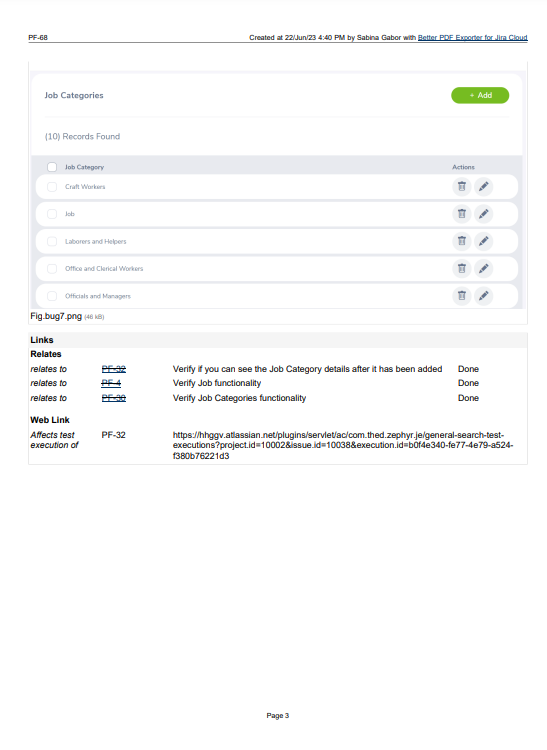 PF-68 Created at 22/Jun/23 4:40 PM by Sabina Gabor with Better PDF Exporter for Jira Cloud
Job Categories + Add
(10) Records Found
Job Category Actions
Craft Workers
Job
Laborers and Helpers
Office and Clerical Workers
Officials and Managers
Fig.bug7.png (46 kB)
Links
Relates
relates to PF-32 Verify if you can see the Job Category details after it has been added Done
relates to PF-4 Verify Job functionality Done
relates to PF-30 Verify Job Categories functionality Done
Web Link
Affects test PF-32 https://hhggv.atlassian.net/plugins/servlet/ac/com.thed.zephyr.je/general-search-test-
execution of executions?project.id=10002&issue.id=10038&execution.id=b0f4e340-fe77-4e79-a524-
f380b76221d3
Page 3